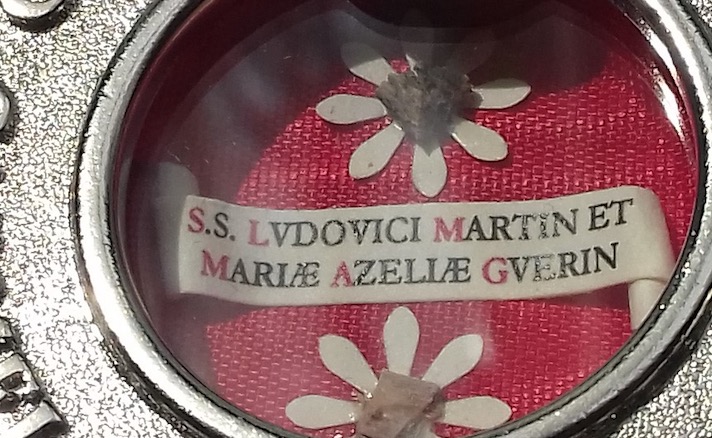 S.S. LVDOVICI MARTIN ET
MARIÆ AZELIÆ GVERIN